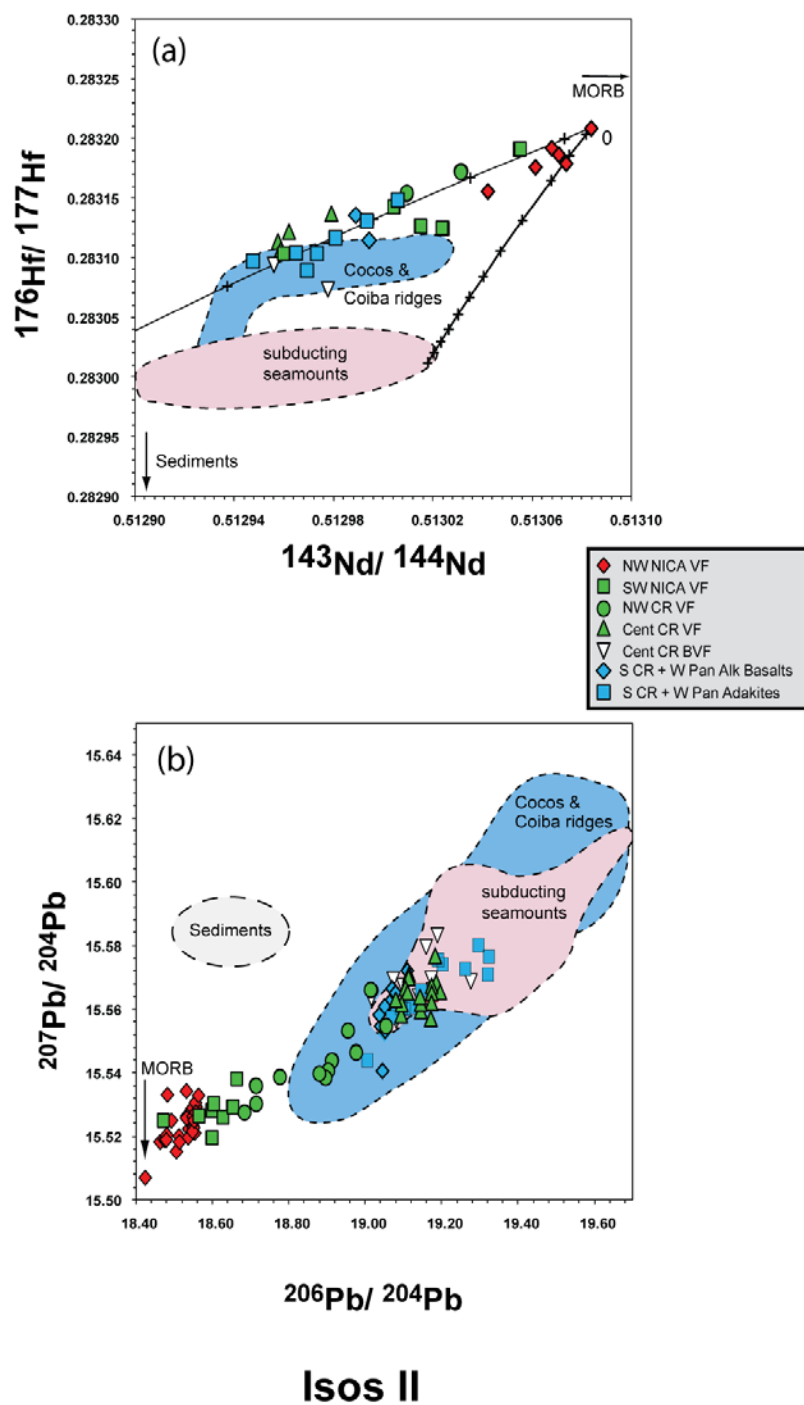 (a)
0.28330
0.28325
0.28320
0.28315
0.28310
0.28305
0.28300
0.28295
0.28290
176Hf/ 177Hf
MORB
0
Cocos &
Coiba ridges
subducting
seamounts
Sediments
0.51290
0.51294
0.51298
0.51302
0.51306
0.51310
143Nd/ 144Nd
NW NICA VF
SW NICA VF
NW CR VF
Cent CR VF
Cent CR BVF
S CR + W Pan Alk Basalts
S CR + W Pan Adakites
(b)
15.64
15.62
15.60
15.58
15.56
15.54
15.52
15.50
207Pb/ 204Pb
Cocos &
Coiba ridges
subducting
seamounts
Sediments
MORB
18.40
18.60
18.80
19.00
19.20
19.40
19.60
206Pb/ 204Pb
Isos II